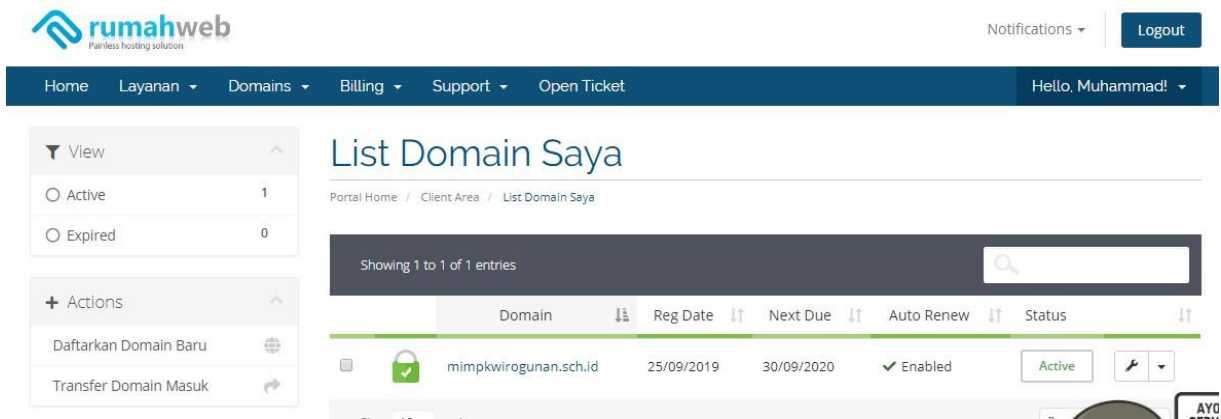 rumahweb
Painless hosting solution
Notifications
Logout
Home Layanan Domains Billing Support Open Ticket Hello, Muhammad!
View
Active 1
Expired 0
Actions
Daftarkan Domain Baru
Transfer Domain Masuk
List Domain Saya
Portal Home / Client Area / List Domain Saya
Showing 1 to 1 of 1 entries
Domain Reg Date Next Due Auto Renew Status
mimpkwirogunan.sch.id 25/09/2019 30/09/2020 Enabled Active
AYO